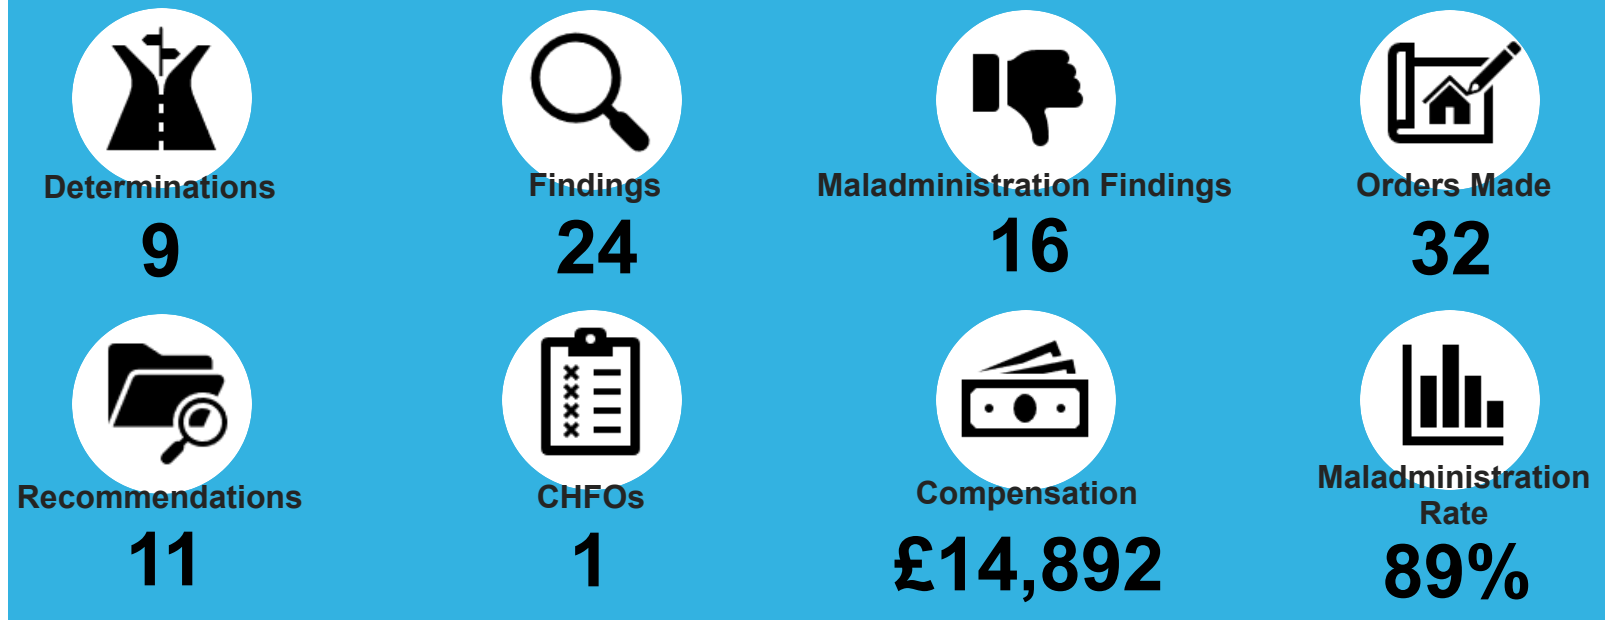 Determinations
9
Findings
24
Maladministration Findings
16
Orders Made
32
Recommendations
11
CHFOs
1
Compensation
£14,892
Maladministration
Rate
89%